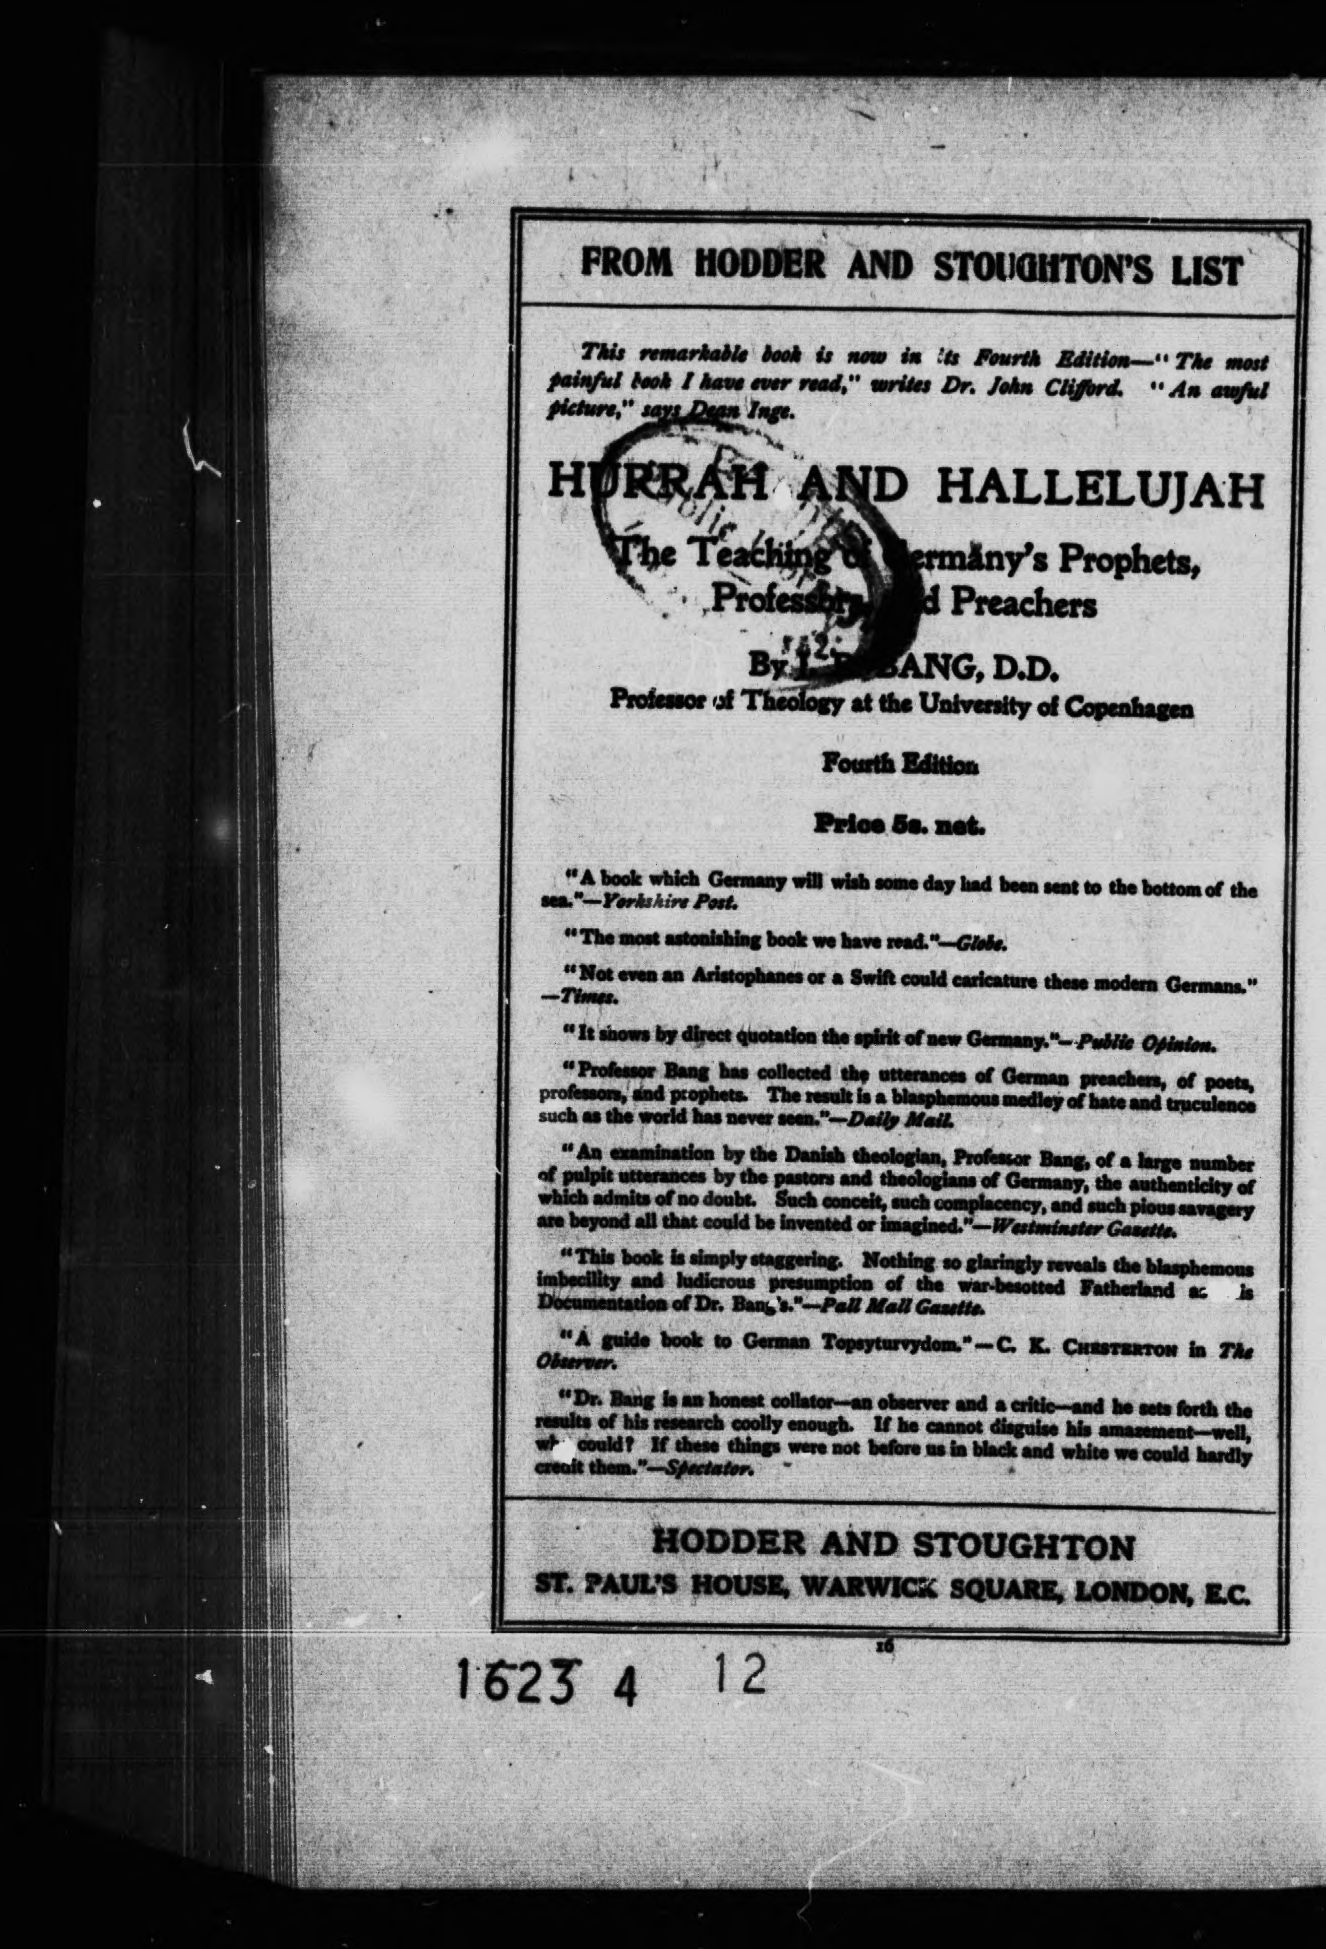 FROM HODDER AND STOUGHTON'S LIST
This remarkable book is now in its Fourth Edition—"The most
painful book I have ever read," writes Dr. John Clifford. "An awful
picture," says Dean Inge.
HURRAH AND HALLELUJAH
The Teaching of Germany's Prophets,
Professors, and Preachers
By J. P. BANG, D.D.
Professor of Theology at the University of Copenhagen
Fourth Edition
Price 5s. net.
"A book which Germany will wish some day had been sent to the bottom of the
sea."—Yorkshire Post.
"The most astonishing book we have read."—Globe.
"Not even an Aristophanes or a Swift could caricature these modern Germans."
—Times.
"It shows by direct quotation the spirit of new Germany."—Public Opinion.
"Professor Bang has collected the utterances of German preachers, of poets,
professors, and prophets. The result is a blasphemous medley of hate and truculence
such as the world has never seen."—Daily Mail.
"An examination by the Danish theologian, Professor Bang, of a large number
of pulpit utterances by the pastors and theologians of Germany, the authenticity of
which admits of no doubt. Such conceit, such complacency, and such pious savagery
are beyond all that could be invented or imagined."—Westminster Gazette.
"This book is simply staggering. Nothing so glaringly reveals the blasphemous
imbecility and ludicrous presumption of the war-besotted Fatherland as is
Documentation of Dr. Bang's."—Pall Mall Gazette.
"A guide book to German Topsyturvydom."—C. K. CHESTERTON in The
Observer.
"Dr. Bang is an honest collator—an observer and a critic—and he sets forth the
results of his research coolly enough. If he cannot disguise his amazement—well,
who could? If these things were not before us in black and white we could hardly
credit them."—Spectator.
HODDER AND STOUGHTON
ST. PAUL'S HOUSE, WARWICK SQUARE, LONDON, E.C.
16
1623 4 12